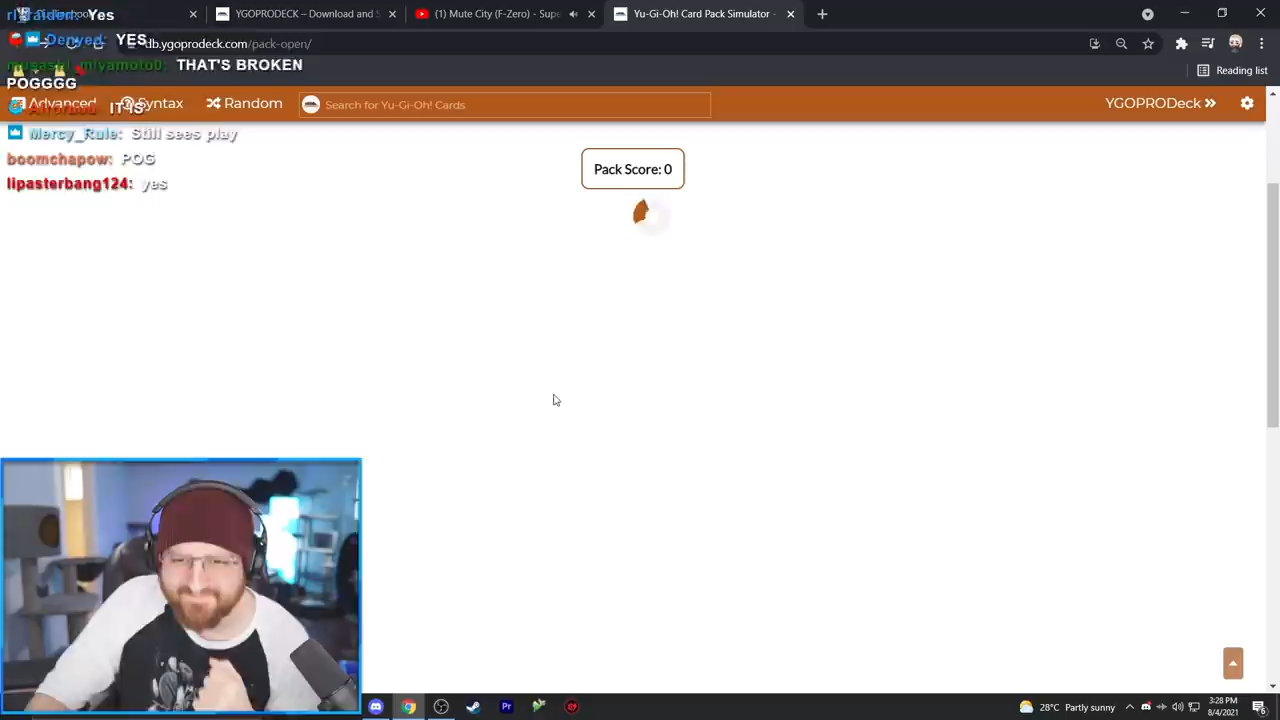 YGOPRODECK – Download and S
(1) Mute City (F-Zero) - Supe
Yu-Gi-Oh! Card Pack Simulator -
Yes
db.ygoprodeck.com/pack-open/
Denyed: YES
musashi_miyamoto0: THAT'S BROKEN
POGGGG
Reading list
Advanced
Syntax
Random
Search for Yu-Gi-Oh! Cards
YGOPRODeck
IT IS
Mercy_Rule: Still sees play
boomchapow: POG
lipasterbang124: yes
Pack Score: 0
28°C Partly sunny
3:28 PM
8/4/2021